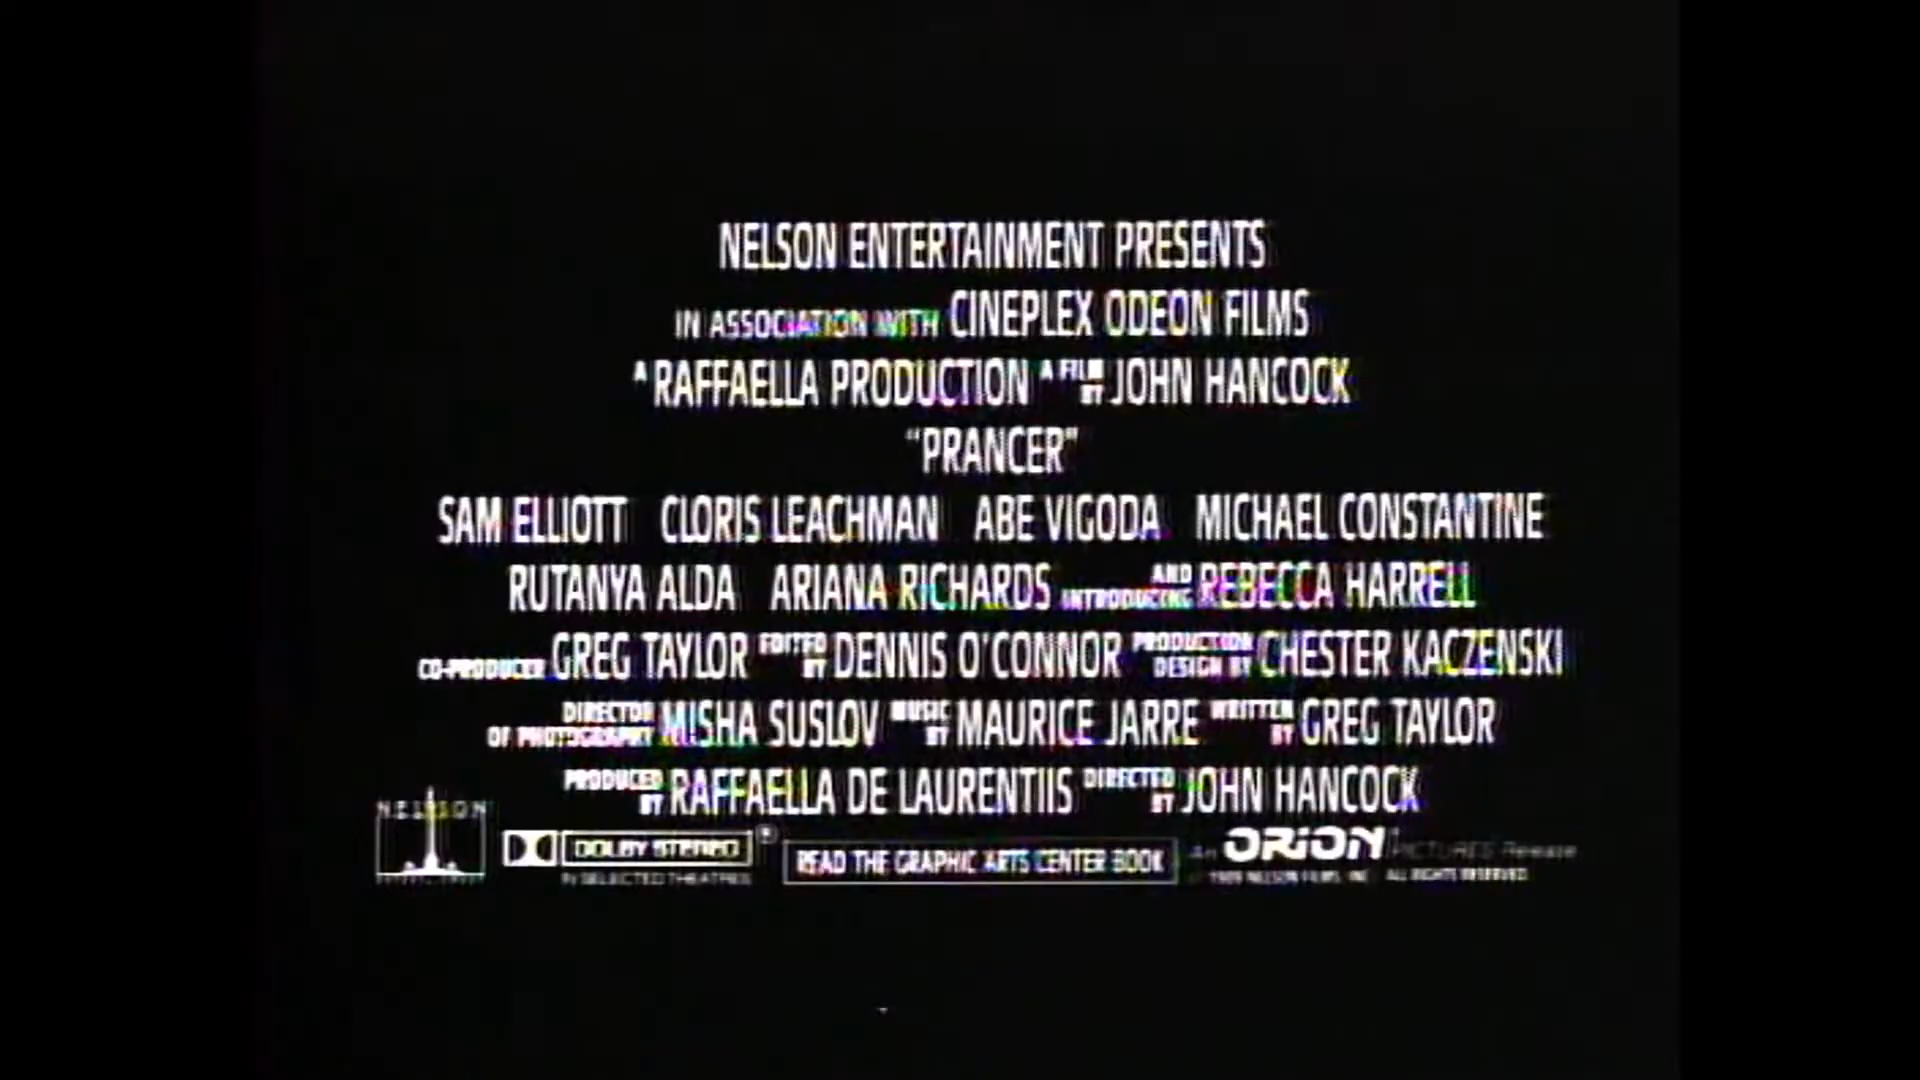 NELSON ENTERTAINMENT PRESENTS
IN ASSOCIATION WITH CINEPLEX ODEON FILMS
A RAFFAELLA PRODUCTION A FILM BY JOHN HANCOCK
"PRANCER"
SAM ELLIOTT CLORIS LEACHMAN ABE VIGODA MICHAEL CONSTANTINE
RUTANYA ALDA ARIANA RICHARDS AND INTRODUCING REBECCA HARRELL
CO-PRODUCER GREG TAYLOR EDITED BY DENNIS O'CONNOR PRODUCTION DESIGN BY CHESTER KACZENSKI
DIRECTOR OF PHOTOGRAPHY MISHA SUSLOV MUSIC BY MAURICE JARRE WRITTEN BY GREG TAYLOR
PRODUCED BY RAFFAELLA DE LAURENTIIS DIRECTED BY JOHN HANCOCK
NELSON
DOLBY STEREO ®
IN SELECTED THEATRES
READ THE GRAPHIC ARTS CENTER BOOK
An ORION PICTURES Release
1989 NELSON FILMS, INC. ALL RIGHTS RESERVED